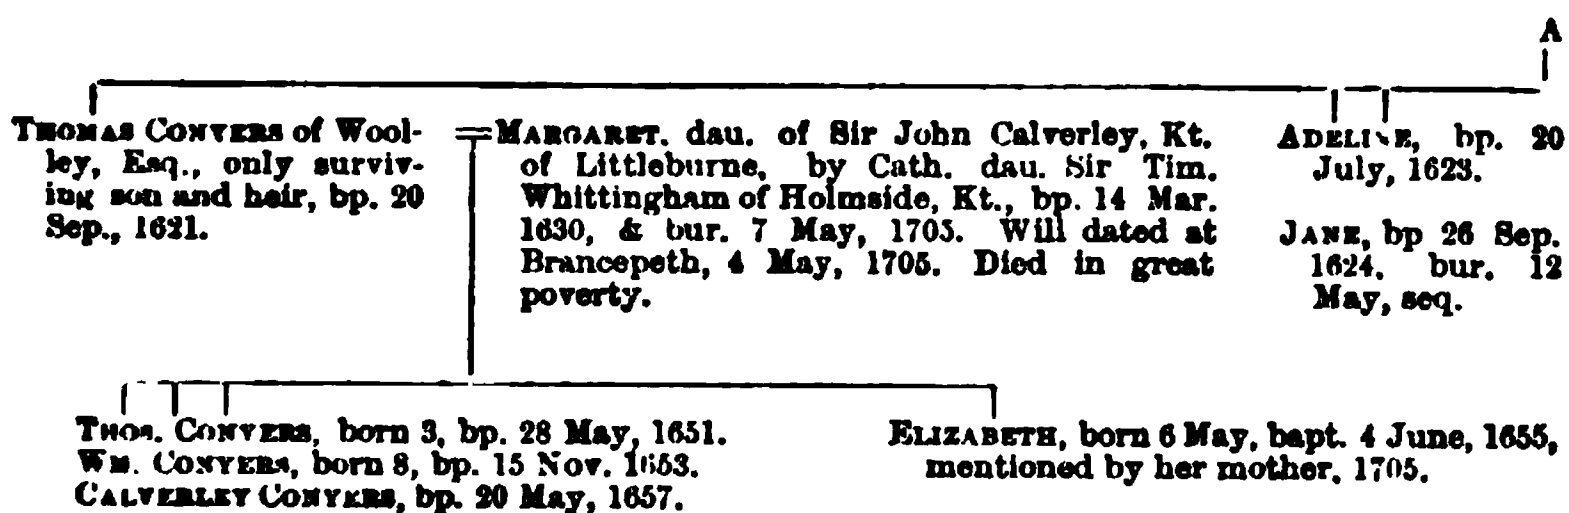 A
THOMAS CONYERS of Wool-
ley, Esq., only surviv-
ing son and heir, bp. 20
Sep., 1621.
=MARGARET, dau. of Sir John Calverley, Kt.
of Littleburne, by Cath. dau. Sir Tim.
Whittingham of Holmside, Kt., bp. 14 Mar.
1630, & bur. 7 May, 1705. Will dated at
Brancepeth, 4 May, 1705. Died in great
poverty.
ADELINE, bp. 20
July, 1623.
JANE, bp 26 Sep.
1624. bur. 12
May, seq.
THOS. CONYERS, born 3, bp. 28 May, 1651.
WM. CONYERS, born 8, bp. 15 Nov. 1653.
CALVERLEY CONYERS, bp. 20 May, 1657.
ELIZABETH, born 6 May, bapt. 4 June, 1655,
mentioned by her mother, 1705.